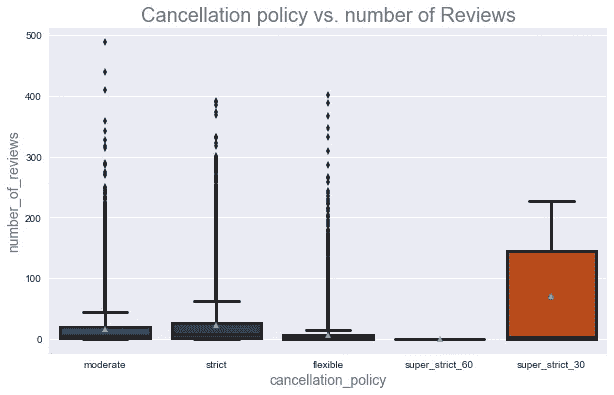 Cancellation policy vs. number of Reviews
500
400
300
200
100
0
number_of_reviews
moderate strict flexible super_strict_60 super_strict_30
cancellation_policy